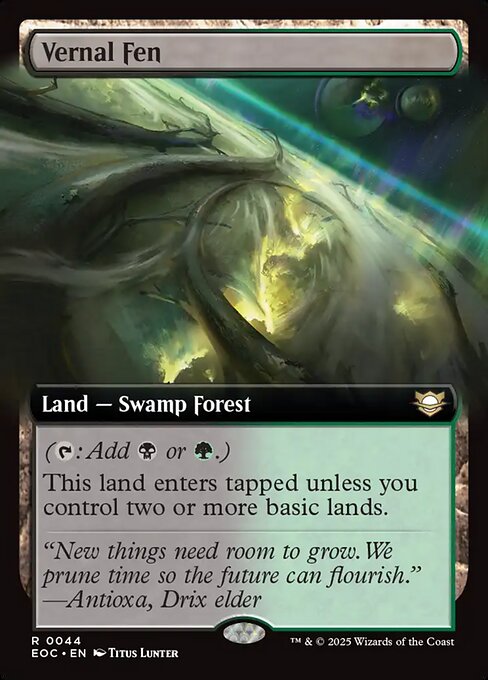 Vernal Fen
Land — Swamp Forest
(: Add or .)
This land enters tapped unless you
control two or more basic lands.
“New things need room to grow. We
prune time so the future can flourish.”
—Antioxa, Drix elder
R 0044
EOC • EN Titus Lunter
™ & © 2025 Wizards of the Coast